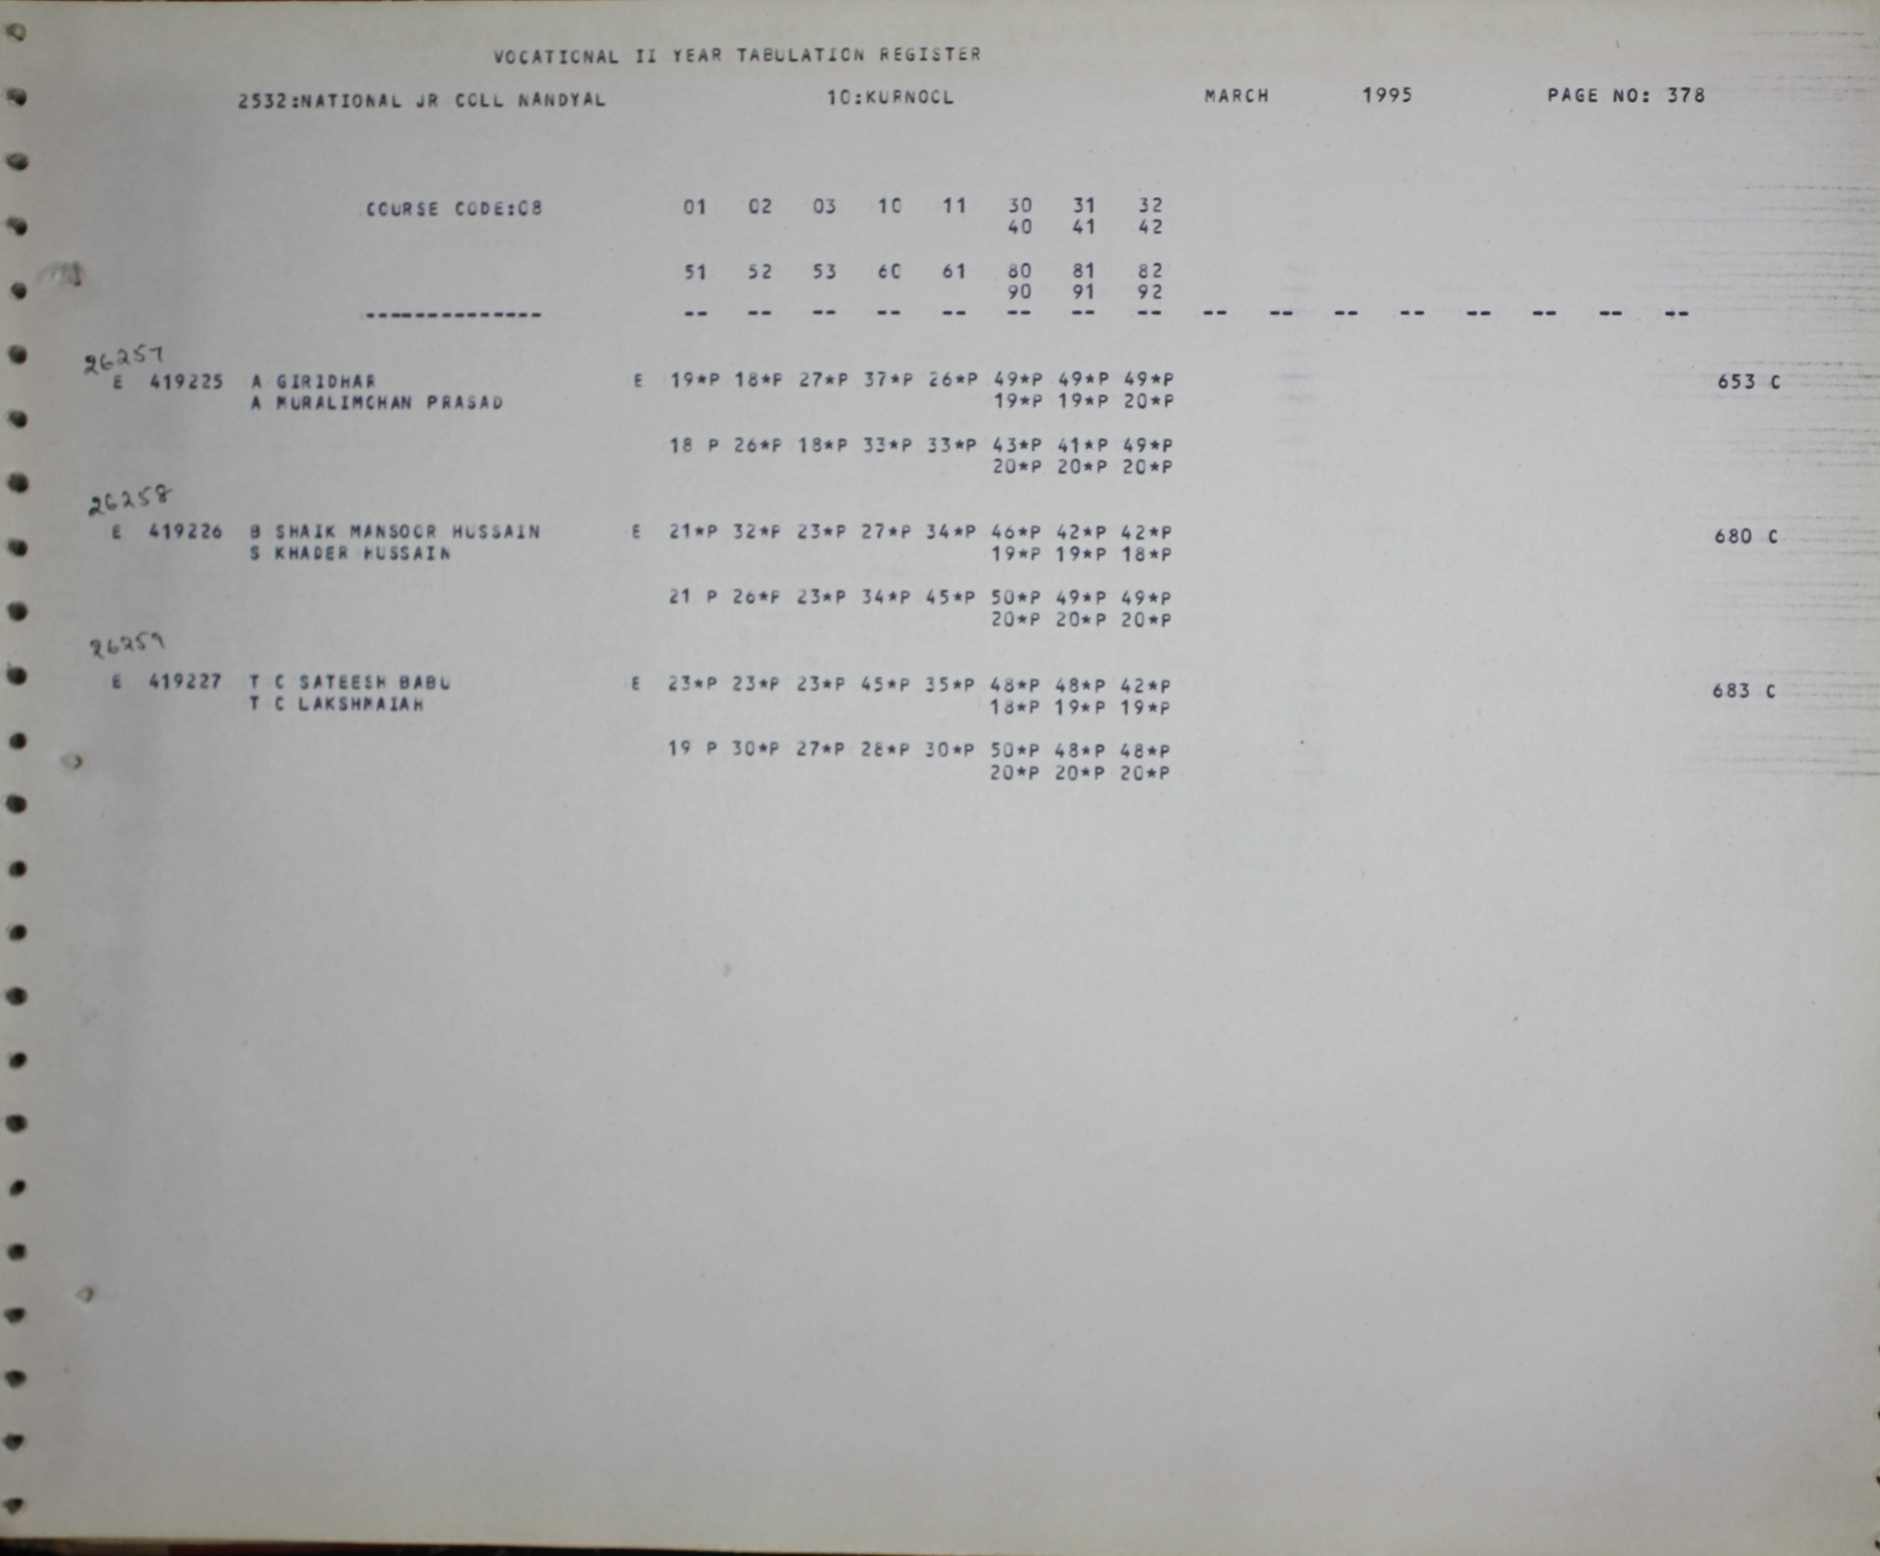 VOCATIONAL II YEAR TABULATION REGISTER
2532:NATIONAL JR COLL NANDYAL 10:KURNOOL MARCH 1995 PAGE NO: 378
COURSE CODE:08 01 02 03 10 11 30 31 32
40 41 42
51 52 53 60 61 80 81 82
90 91 92
-------------- -- -- -- -- -- -- -- -- -- -- -- -- -- -- -- --
26257
E 419225 A GIRIDHAR E 19*P 18*P 27*P 37*P 26*P 49*P 49*P 49*P 653 C
A MURALIMOHAN PRASAD 19*P 19*P 20*P
18 P 26*P 18*P 33*P 33*P 43*P 41*P 49*P
20*P 20*P 20*P
26258
E 419226 B SHAIK MANSOOR HUSSAIN E 21*P 32*P 23*P 27*P 34*P 46*P 42*P 42*P 680 C
S KHADER HUSSAIN 19*P 19*P 18*P
21 P 26*P 23*P 34*P 45*P 50*P 49*P 49*P
20*P 20*P 20*P
26259
E 419227 T C SATEESH BABU E 23*P 23*P 23*P 45*P 35*P 48*P 48*P 42*P 683 C
T C LAKSHMAIAH 18*P 19*P 19*P
19 P 30*P 27*P 28*P 30*P 50*P 48*P 48*P
20*P 20*P 20*P